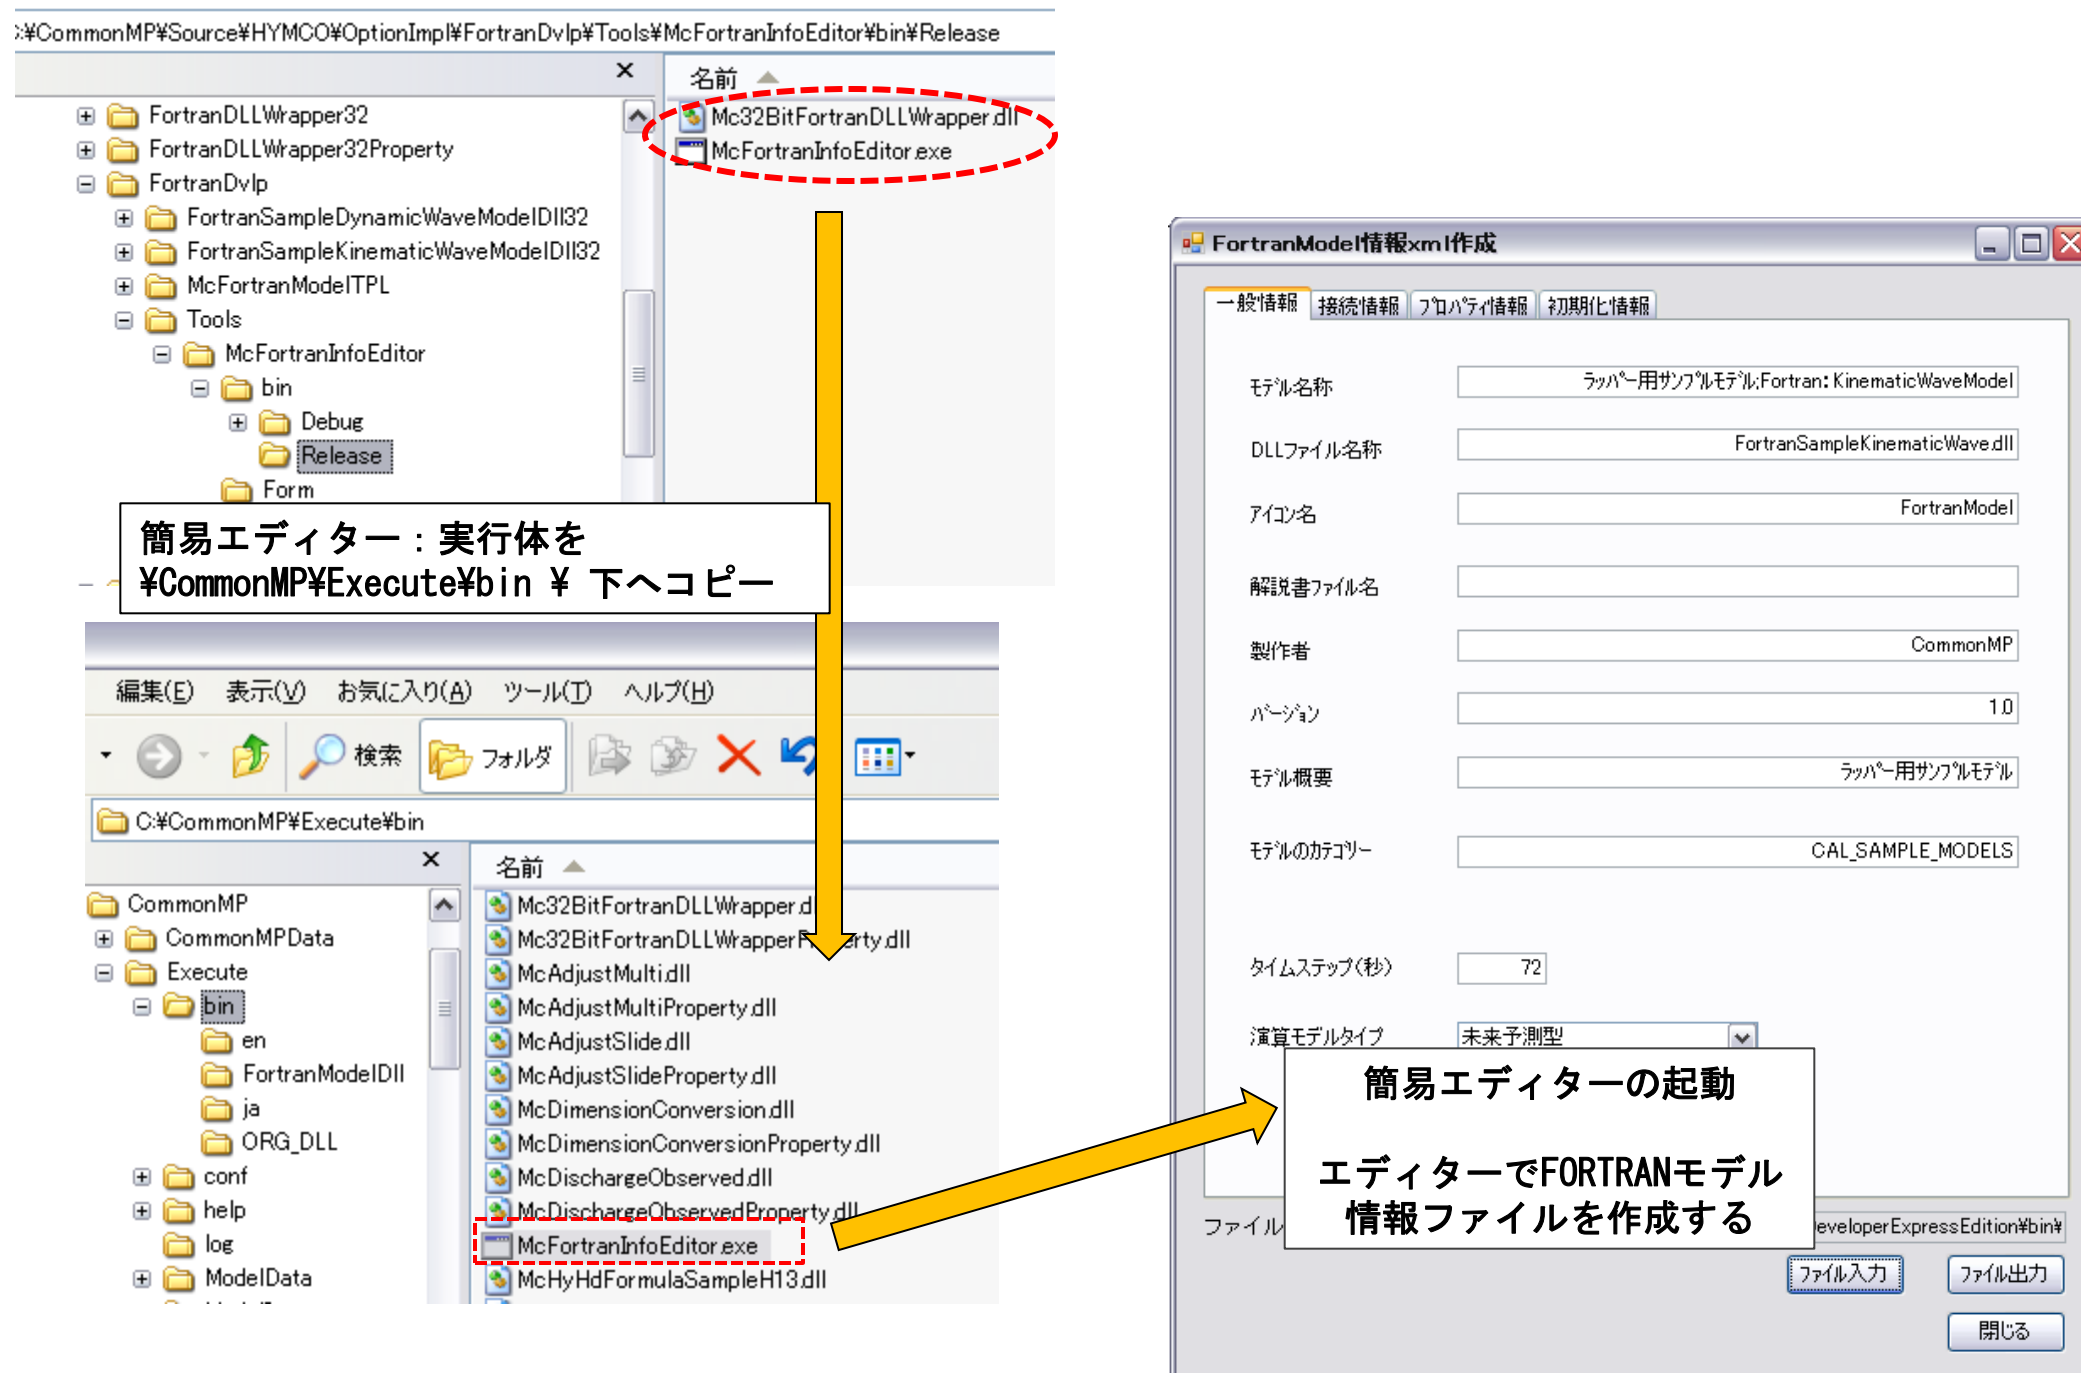 :¥CommonMP¥Source¥HYMCO¥OptionImpl¥FortranDvlp¥Tools¥McFortranInfoEditor¥bin¥Release
名前
FortranDLLWrapper32
FortranDLLWrapper32Property
FortranDvlp
FortranSampleDynamicWaveModelDll32
FortranSampleKinematicWaveModelDll32
McFortranModelTPL
Tools
McFortranInfoEditor
bin
Debug
Release
Form
Mc32BitFortranDLLWrapper.dll
McFortranInfoEditor.exe
簡易エディター：実行体を
¥CommonMP¥Execute¥bin ¥ 下へコピー
編集(E) 表示(V) お気に入り(A) ツール(T) ヘルプ(H)
検索 フォルダ
C:¥CommonMP¥Execute¥bin
名前
CommonMP
CommonMPData
Execute
bin
en
FortranModelDll
ja
ORG_DLL
conf
help
log
ModelData
Mc32BitFortranDLLWrapper.d
Mc32BitFortranDLLWrapperP erty.dll
McAdjustMulti.dll
McAdjustMultiProperty.dll
McAdjustSlide.dll
McAdjustSlideProperty.dll
McDimensionConversion.dll
McDimensionConversionProperty.dll
McDischargeObserved.dll
McDischargeObservedProperty.dll
McFortranInfoEditor.exe
McHyHdFormulaSampleH13.dll
FortranModel情報xml作成
一般情報 接続情報 ﾌﾟﾛﾊﾟﾃｨ情報 初期化情報
ﾓﾃﾞﾙ名称 ﾗｯﾊﾟｰ用ｻﾝﾌﾟﾙﾓﾃﾞﾙ;Fortran: KinematicWaveModel
DLLﾌｧｲﾙ名称 FortranSampleKinematicWave.dll
ｱｲｺﾝ名 FortranModel
解説書ﾌｧｲﾙ名
製作者 CommonMP
ﾊﾞｰｼﾞｮﾝ 1.0
ﾓﾃﾞﾙ概要 ﾗｯﾊﾟｰ用ｻﾝﾌﾟﾙﾓﾃﾞﾙ
ﾓﾃﾞﾙのｶﾃｺﾞﾘｰ CAL_SAMPLE_MODELS
タイムステップ(秒) 72
演算モデルタイプ 未来予測型
簡易エディターの起動
エディターでFORTRANモデル
情報ファイルを作成する
ファイル eveloperExpressEdition¥bin¥
ﾌｧｲﾙ入力 ﾌｧｲﾙ出力
閉じる